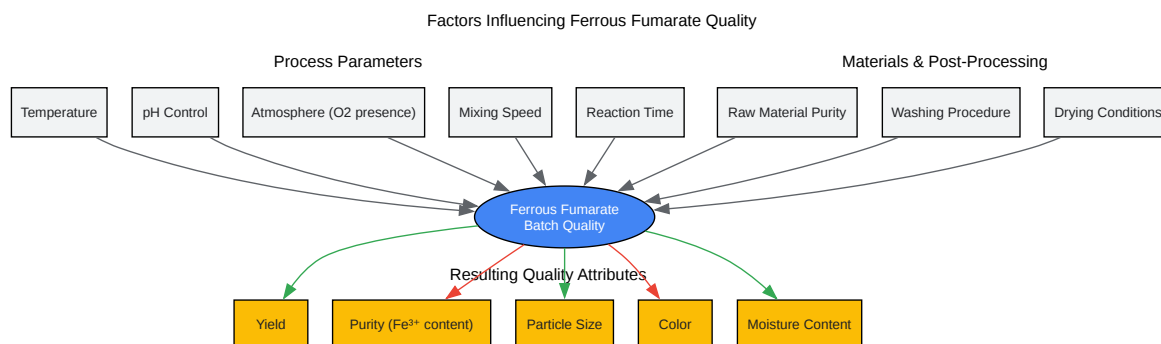 Factors Influencing Ferrous Fumarate Quality
Process Parameters
Materials & Post-Processing
Temperature
pH Control
Atmosphere (O2 presence)
Mixing Speed
Reaction Time
Raw Material Purity
Washing Procedure
Drying Conditions
Ferrous Fumarate
Batch Quality
Resulting Quality Attributes
Yield
Purity (Fe³⁺ content)
Particle Size
Color
Moisture Content